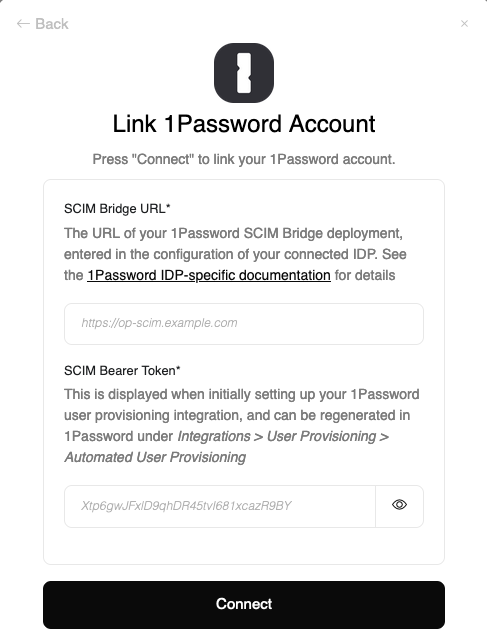 ← Back
×
Link 1Password Account
Press "Connect" to link your 1Password account.
SCIM Bridge URL*
The URL of your 1Password SCIM Bridge deployment,
entered in the configuration of your connected IDP. See
the 1Password IDP-specific documentation for details
https://op-scim.example.com
SCIM Bearer Token*
This is displayed when initially setting up your 1Password
user provisioning integration, and can be regenerated in
1Password under Integrations > User Provisioning >
Automated User Provisioning
Xtp6gwJFxlD9qhDR45tvI681xcazR9BY
Connect